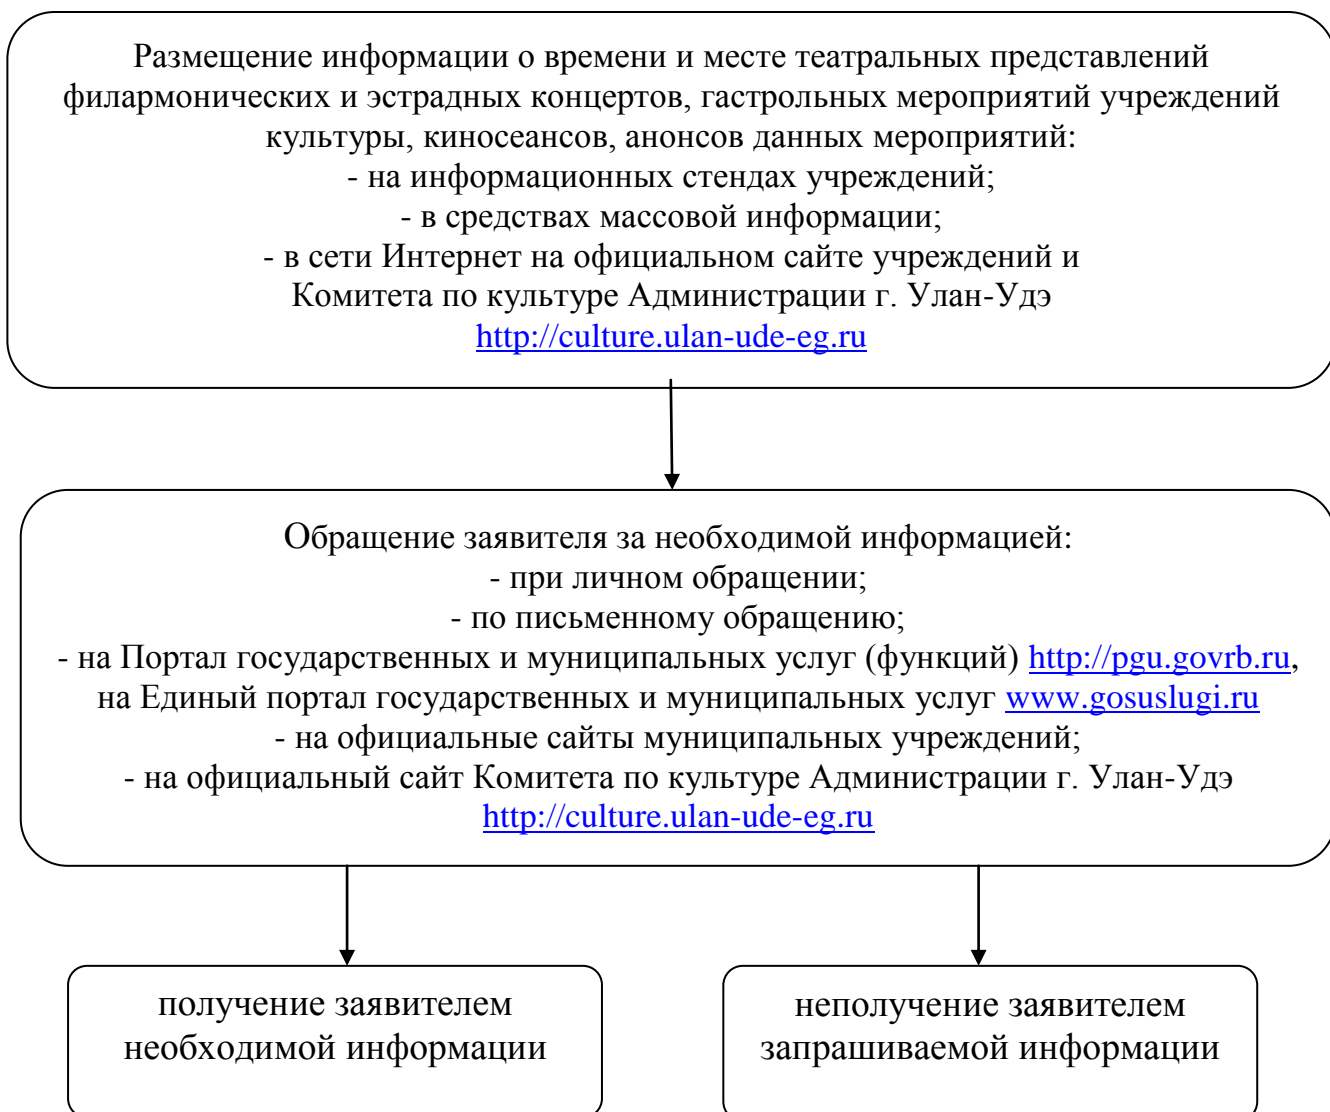 Размещение информации о времени и месте театральных представлений
филармонических и эстрадных концертов, гастрольных мероприятий учреждений
культуры, киносеансов, анонсов данных мероприятий:
- на информационных стендах учреждений;
- в средствах массовой информации;
- в сети Интернет на официальном сайте учреждений и
Комитета по культуре Администрации г. Улан-Удэ
http://culture.ulan-ude-eg.ru
Обращение заявителя за необходимой информацией:
- при личном обращении;
- по письменному обращению;
- на Портал государственных и муниципальных услуг (функций) http://pgu.govrb.ru,
на Единый портал государственных и муниципальных услуг www.gosuslugi.ru
- на официальные сайты муниципальных учреждений;
- на официальный сайт Комитета по культуре Администрации г. Улан-Удэ
http://culture.ulan-ude-eg.ru
получение заявителем
необходимой информации
неполучение заявителем
запрашиваемой информации